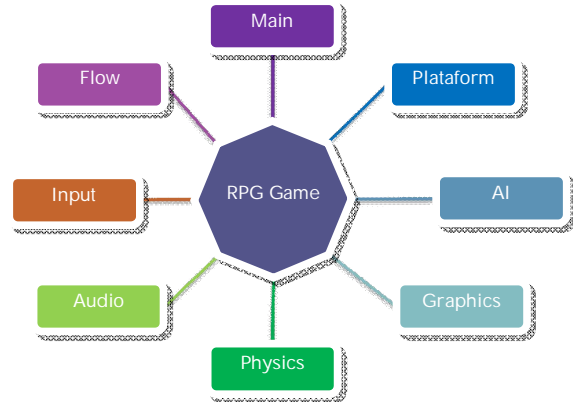 Main
Flow
Plataform
Input
RPG Game
AI
Audio
Graphics
Physics